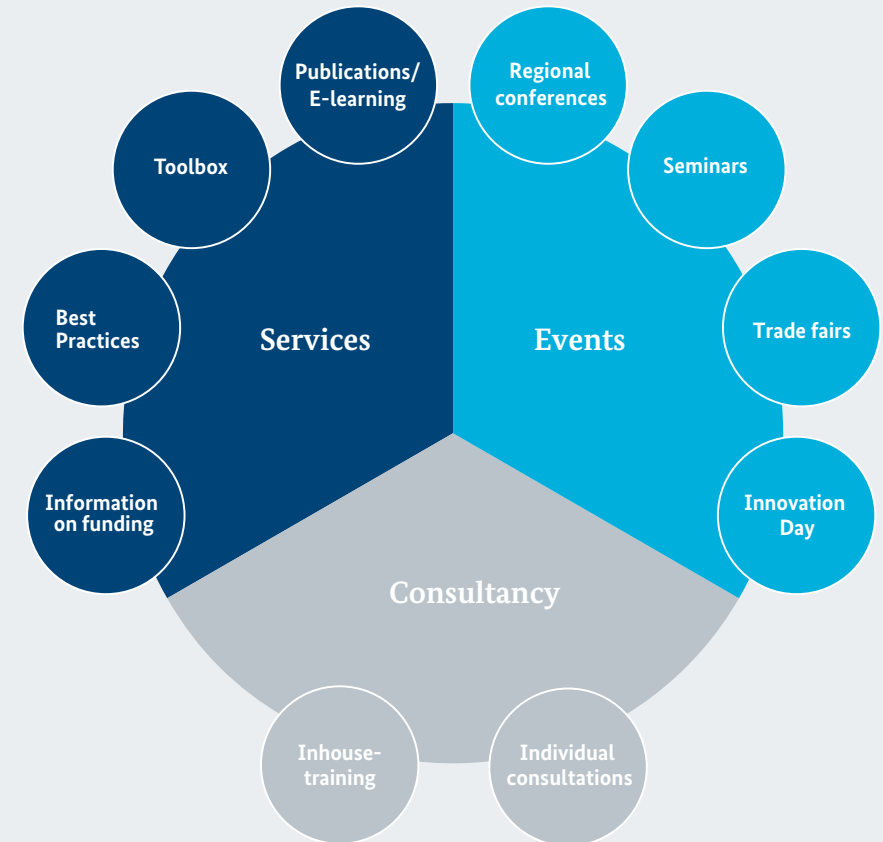 Publications/
E-learning
Regional
conferences
Toolbox
Seminars
Best
Practices
Services
Events
Trade fairs
Information
on funding
Innovation
Day
Consultancy
Inhouse-
training
Individual
consultations